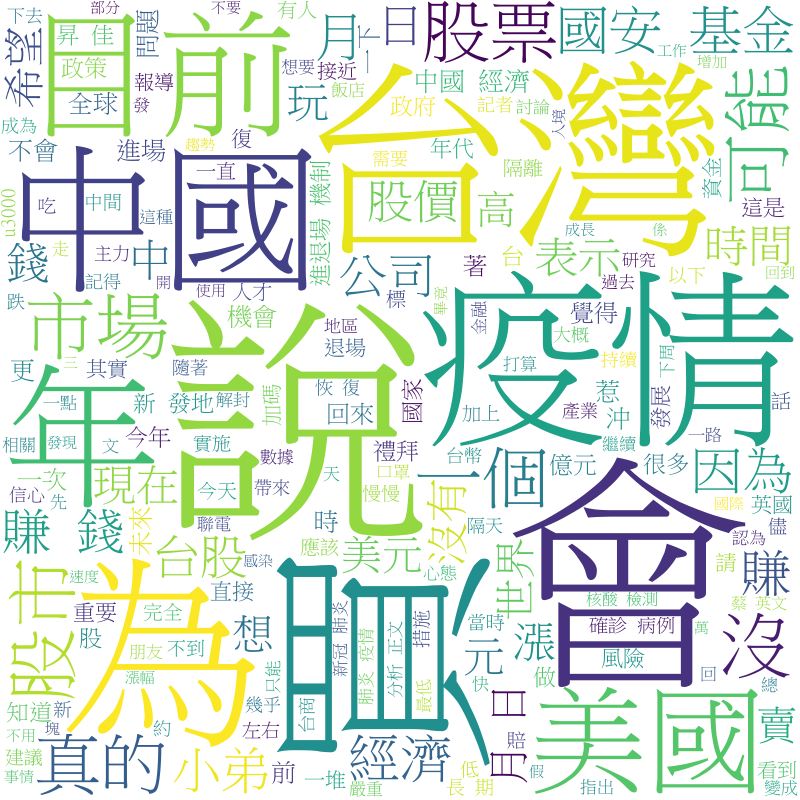 下去
部分
不要
有人
月
一下
日
股票
國安 基金
昇 佳
目前
台灣
希望
問題
政策
報導
接近
想要
工作
增加
全球
發
飯店
中國 經濟
記者
討論
可能
成為
玩
政府
人境
不會
進場
復
趨勢
需要
年代
隔離
資金
中國
一直
機制
股價
高
這種
這是
u3000
吃
中間
進退場
台
成長
係
時間
錢
走
主力
中
公司
著
表示
研究
以下
回到
跌
記得
開
使用
人才
標
畢竟
金融
過去
市場
機會
地區
退場
覺得
大概
疫情
說
更
其實
隨著
三
恢 復
打算
持續
下周
年
一點
新
發地
解封
加碼
回來
國家
加上
惹
沖
產業
發展
話
相關
發現
文
今年
實施
數據
禮拜
台幣
繼續
一路
一次
信心
先
現在
今天
帶來
天
口罩
慢慢
一個
億元
很多
因為
會
賺 錢
未來
聯電
時
應該
沒有
隔天
國際
英國
儘
台股
感染
美元
心態
世界
請
認為
賺
股市
為
速度
直接
買
新冠 肺炎
肺炎 疫情
分析 正文
措施
當時
核酸 檢測
蔡 英文
沒
重要
完全
想
元
漲
確診 病例
萬
股
朋友
不到
最低
快
做
風險
回
總
知道
新
漲幅
幾乎
只能
台商
日
美國
賣
不用
塊
約
左右
經濟
月
賠
建議
真的
小弟
前
一堆
低
假
看到
事情
嚴重
長 期
指出
變成